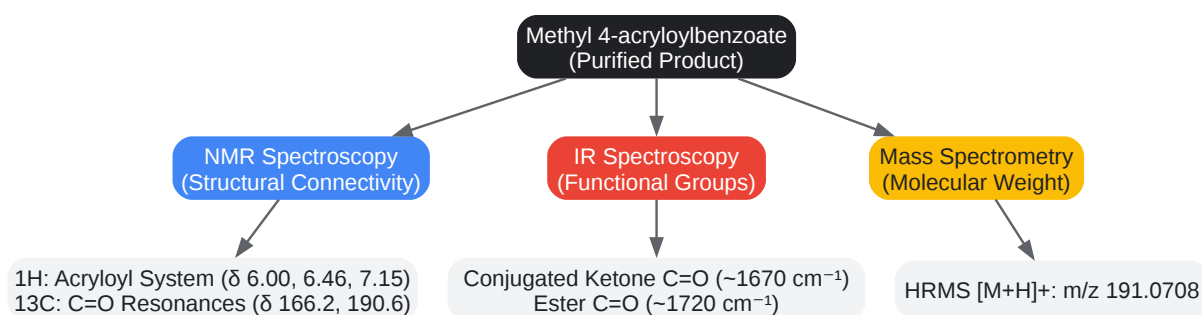 Methyl 4-acryloylbenzoate
(Purified Product)
NMR Spectroscopy
(Structural Connectivity)
IR Spectroscopy
(Functional Groups)
Mass Spectrometry
(Molecular Weight)
1H: Acryloyl System (δ 6.00, 6.46, 7.15)
13C: C=O Resonances (δ 166.2, 190.6)
Conjugated Ketone C=O (~1670 cm⁻¹)
Ester C=O (~1720 cm⁻¹)
HRMS [M+H]+: m/z 191.0708